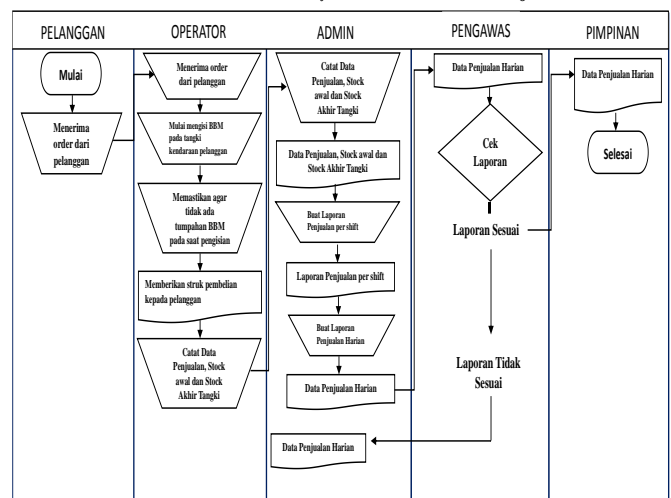 PELANGGAN
OPERATOR
ADMIN
PENGAWAS
PIMPINAN
Mulai
Menerima
order dari
pelanggan
Menerima order
dari pelanggan
Mulai mengisi BBM
pada tangki
kendaraan pelanggan
Memastikan agar
tidak ada
tumpahan BBM
pada saat pengisian
Memberikan struk pembelian
kepada pelanggan
Catat Data
Penjualan, Stock
awal dan Stock
Akhir Tangki
Catat Data
Penjualan, Stock
awal dan Stock
Akhir Tangki
Data Penjualan, Stock awal dan
Stock Akhir Tangki
Buat Laporan
Penjualan per shift
Laporan Penjualan per shift
Buat Laporan
Penjualan Harian
Data Penjualan Harian
Data Penjualan Harian
Data Penjualan Harian
Cek
Laporan
Laporan Sesuai
Laporan Tidak
Sesuai
Data Penjualan Harian
Selesai